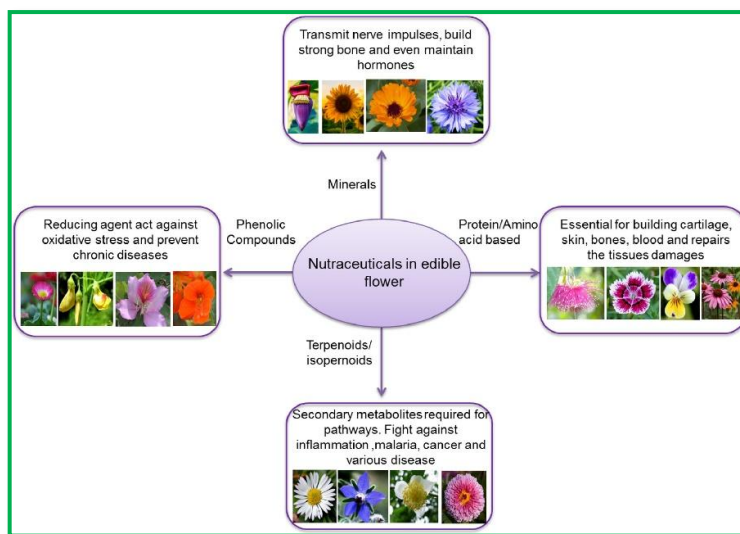 Transmit nerve impulses, build
strong bone and even maintain
hormones
Minerals
Reducing agent act against
oxidative stress and prevent
chronic diseases
Phenolic
Compounds
Nutraceuticals in edible
flower
Protein/Amino
acid based
Essential for building cartilage,
skin, bones, blood and repairs
the tissues damages
Terpenoids/
isopernoids
Secondary metabolites required for
pathways. Fight against
inflammation ,malaria, cancer and
various disease